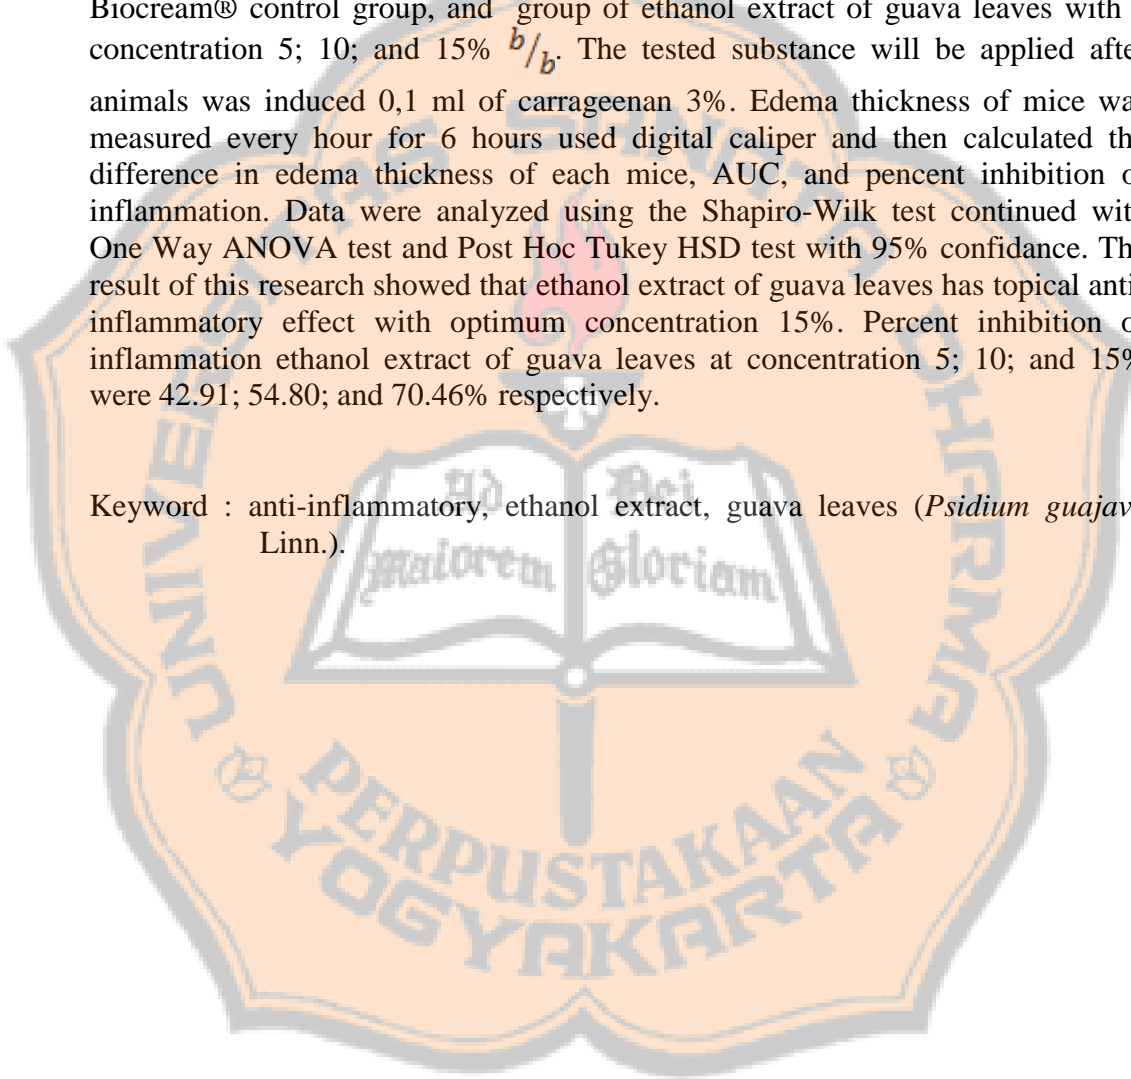 Biocream® control group, and group of ethanol extract of guava leaves with
concentration 5; 10; and 15% b/b. The tested substance will be applied afte
animals was induced 0,1 ml of carrageenan 3%. Edema thickness of mice wa
measured every hour for 6 hours used digital caliper and then calculated th
difference in edema thickness of each mice, AUC, and pencent inhibition o
inflammation. Data were analyzed using the Shapiro-Wilk test continued wit
One Way ANOVA test and Post Hoc Tukey HSD test with 95% confidance. Th
result of this research showed that ethanol extract of guava leaves has topical anti
inflammatory effect with optimum concentration 15%. Percent inhibition o
inflammation ethanol extract of guava leaves at concentration 5; 10; and 15%
were 42.91; 54.80; and 70.46% respectively.
Keyword : anti-inflammatory, ethanol extract, guava leaves (Psidium guajav
Linn.).
UNIVERSITAS SANATA DHARMA
Ad Dei
Maiorem Gloriam
PERPUSTAKAAN
YOGYAKARTA